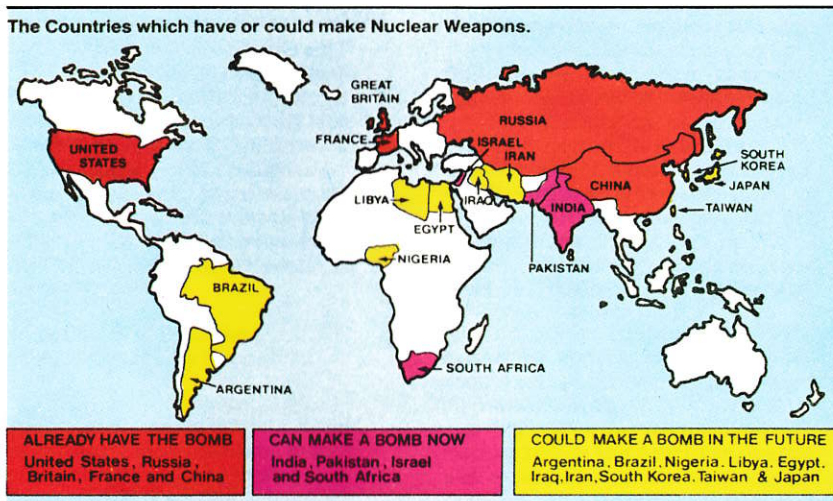 The Countries which have or could make Nuclear Weapons.
GREAT
BRITAIN
RUSSIA
FRANCE
ISRAEL
IRAN
UNITED
STATES
SOUTH
KOREA
CHINA
JAPAN
LIBYA
IRAQ
INDIA
TAIWAN
EGYPT
NIGERIA
PAKISTAN
BRAZIL
SOUTH AFRICA
ARGENTINA
ALREADY HAVE THE BOMB
United States, Russia,
Britain, France and China
CAN MAKE A BOMB NOW
India, Pakistan, Israel
and South Africa
COULD MAKE A BOMB IN THE FUTURE
Argentina, Brazil, Nigeria. Libya. Egypt.
Iraq, Iran, South Korea. Taiwan & Japan